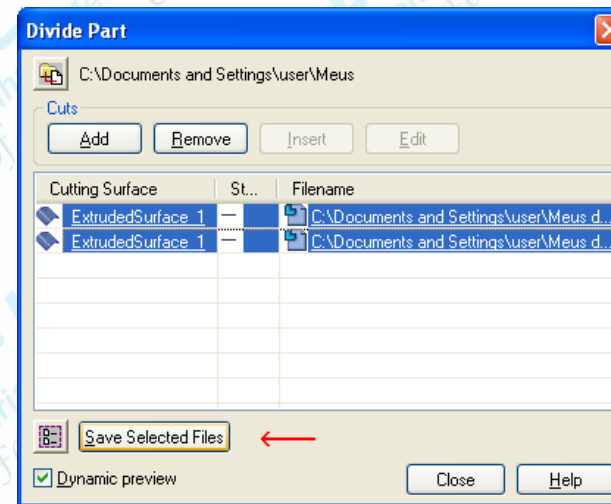 Divide Part
C:\Documents and Settings\user\Meus
Cuts
Add Remove Insert Edit
Cutting Surface St... Filename
ExtrudedSurface_1 — C:\Documents and Settings\user\Meus d...
ExtrudedSurface_1 — C:\Documents and Settings\user\Meus d...
Save Selected Files
Dynamic preview Close Help